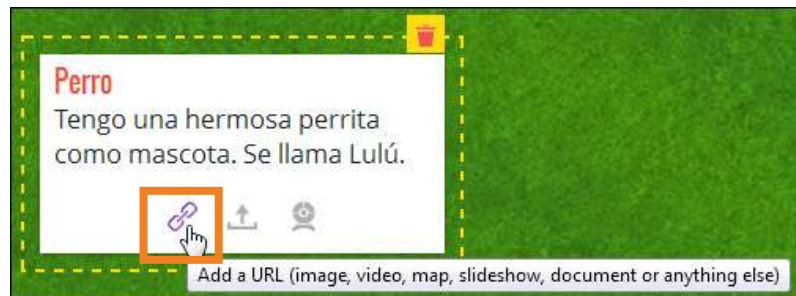 Perro
Tengo una hermosa perrita
como mascota. Se llama Lulú.
Add a URL (image, video, map, slideshow, document or anything else)